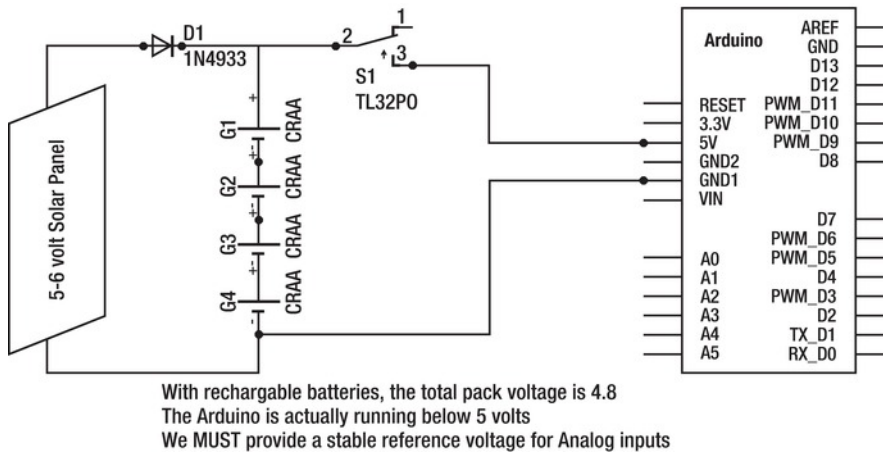 D1
1N4933
2
1
3
S1
TL32PO
5-6 volt Solar Panel
+
G1
CRAA
-
+
G2
CRAA
-
+
G3
CRAA
-
+
G4
CRAA
-
Arduino
RESET
3.3V
5V
GND2
GND1
VIN
A0
A1
A2
A3
A4
A5
AREF
GND
D13
D12
PWM_D11
PWM_D10
PWM_D9
D8
D7
PWM_D6
PWM_D5
D4
PWM_D3
D2
TX_D1
RX_D0
With rechargable batteries, the total pack voltage is 4.8
The Arduino is actually running below 5 volts
We MUST provide a stable reference voltage for Analog inputs